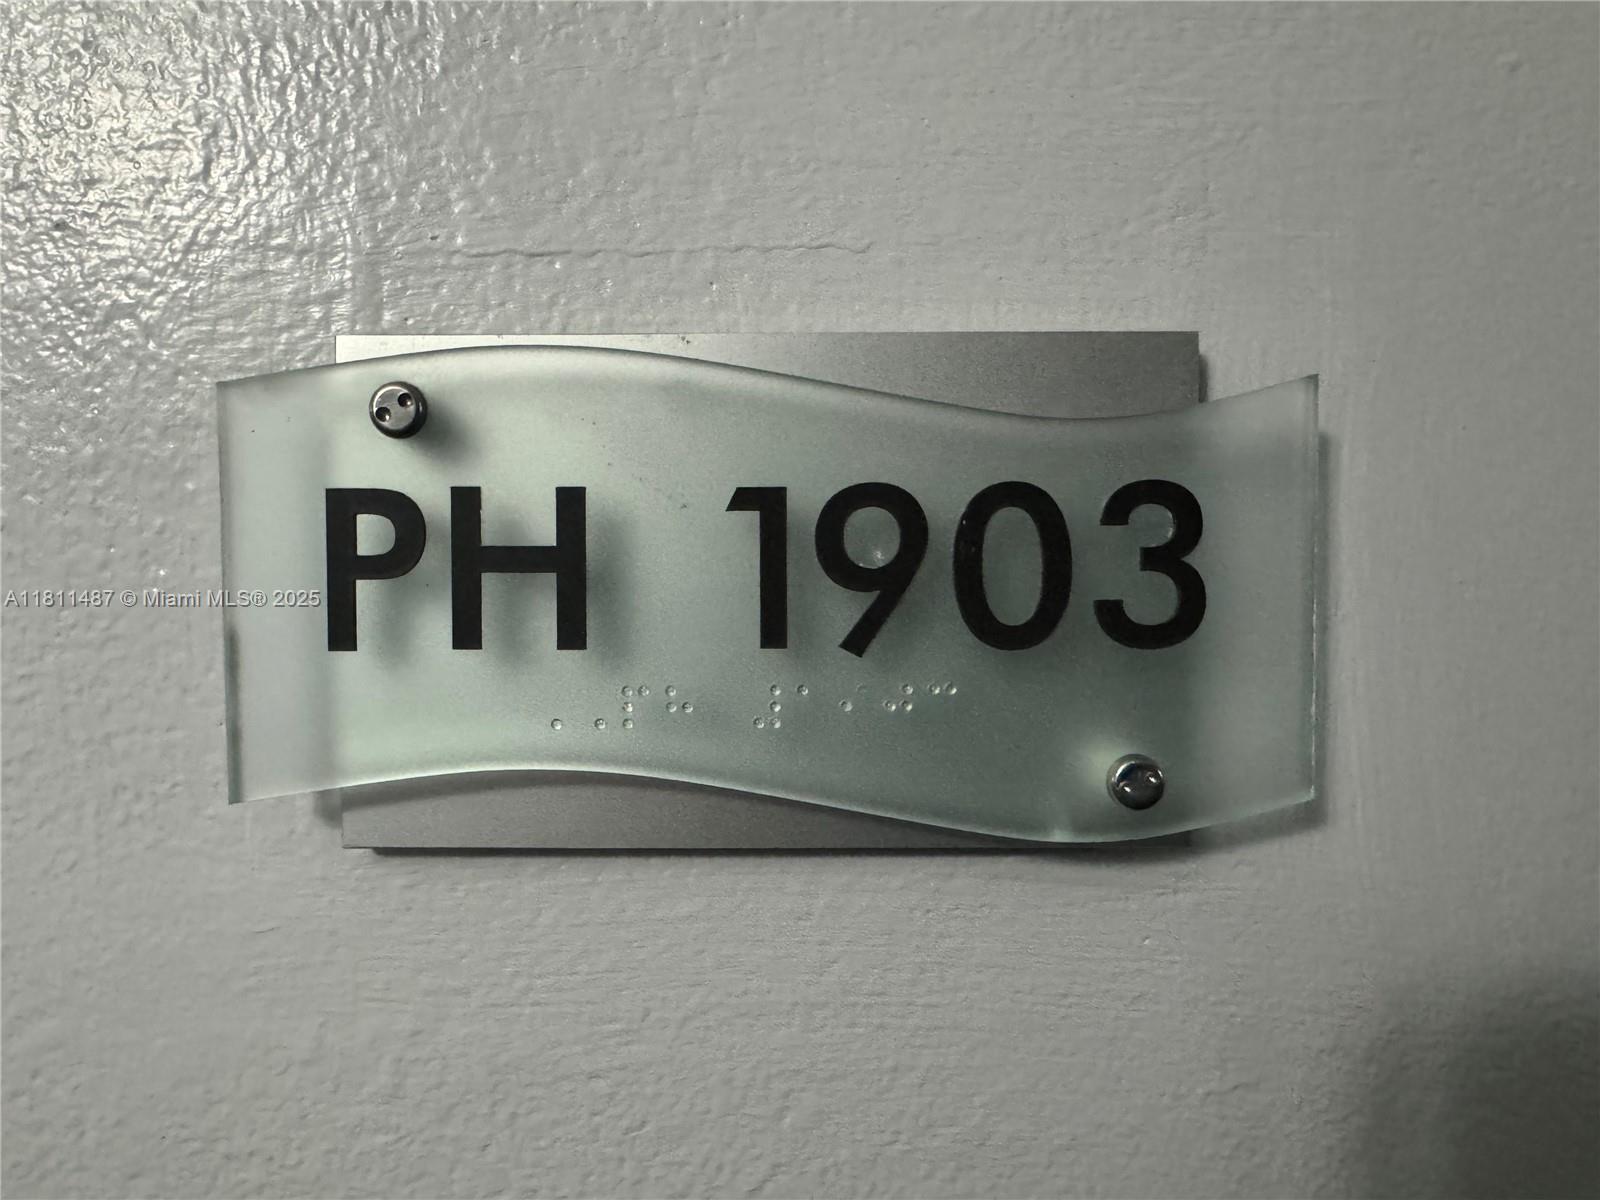 PH 1903
⠠⠠⠏⠓ ⠼⠁⠊⠚⠉
A11811487 © Miami MLS® 2025